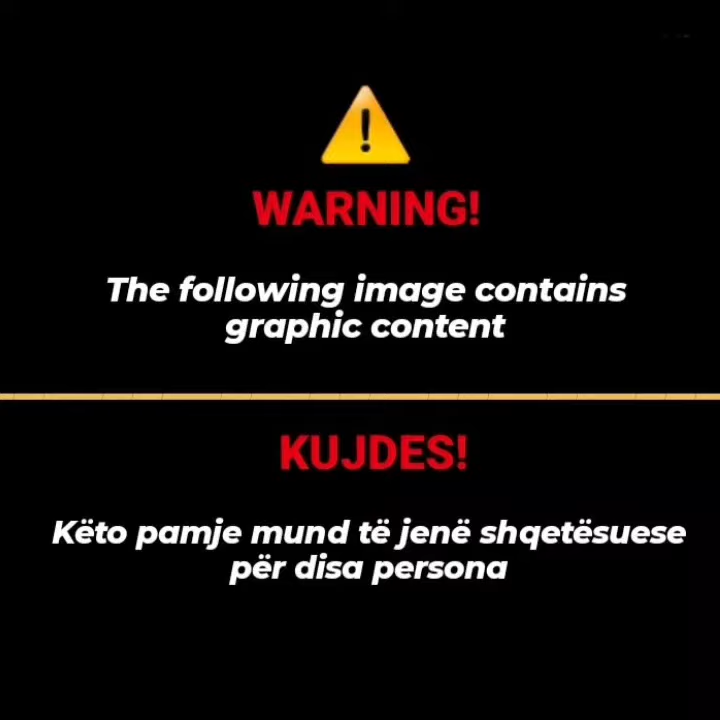 WARNING!
The following image contains
graphic content
KUJDES!
Këto pamje mund të jenë shqetësuese
për disa persona